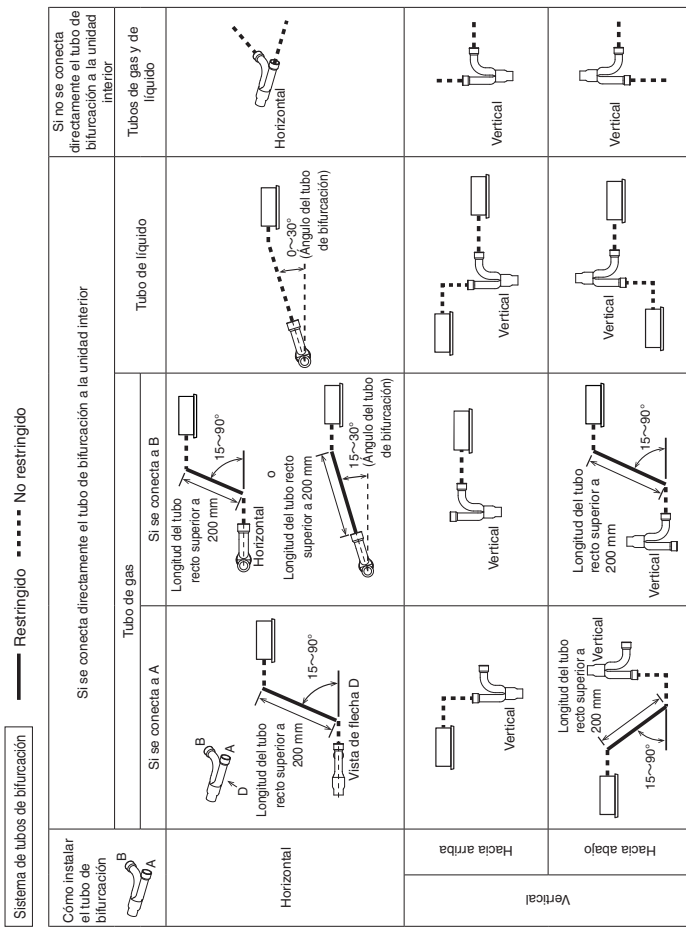 Sistema de tubos de bifurcación
Restringido
No restringido
Cómo instalar
el tubo de
bifurcación
B
A
Si se conecta directamente el tubo de bifurcación a la unidad interior
Si no se conecta
directamente el tubo de
bifurcación a la unidad
interior
Tubo de gas
Tubo de líquido
Tubos de gas y de
líquido
Si se conecta a A
Si se conecta a B
Horizontal
B
A
D
Longitud del tubo
recto superior a
200 mm
15~90°
Vista de flecha D
Longitud del tubo
recto superior a
200 mm
15~90°
Horizontal
o
Longitud del tubo recto
superior a 200 mm
15~30°
(Ángulo del tubo
de bifurcación)
0~30°
(Ángulo del tubo
de bifurcación)
Horizontal
Vertical
Hacia arriba
Vertical
Vertical
Vertical
Vertical
Hacia abajo
Longitud del tubo
recto superior a
200 mm
Vertical
15~90°
Longitud del tubo
recto superior a
200 mm
15~90°
Vertical
Vertical
Vertical